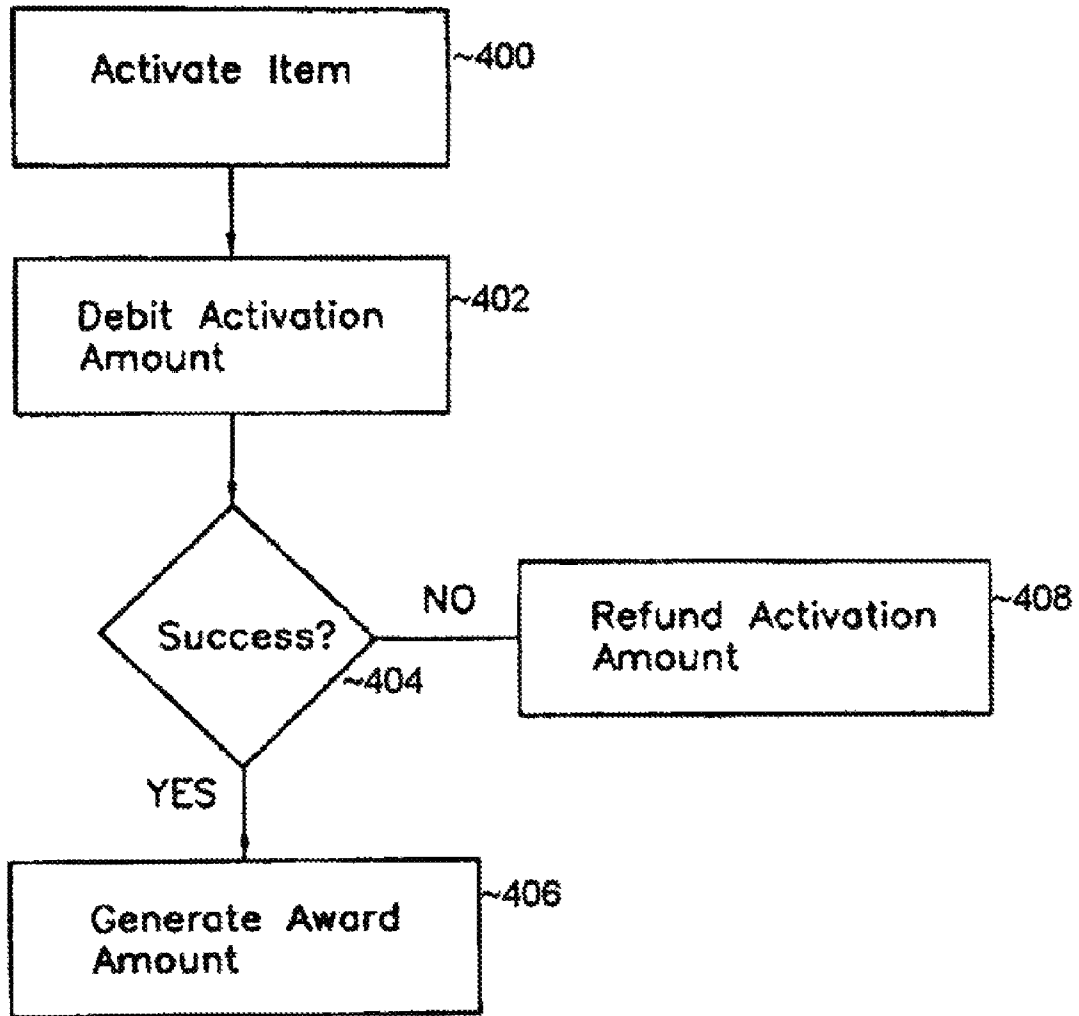 Activate Item
~400
Debit Activation
Amount
~402
Success?
~404
NO
Refund Activation
Amount
~408
YES
Generate Award
Amount
~406